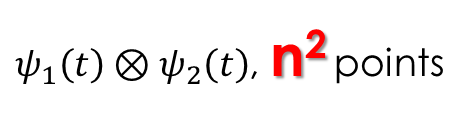 ψ₁(t) ⊗ ψ₂(t), n² points